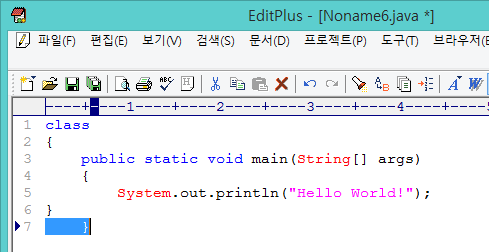 EditPlus - [Noname6.java *]
파일(F) 편집(E) 보기(V) 검색(S) 문서(D) 프로젝트(P) 도구(T) 브라우저(E
----+----1----+----2----+----3----+----4----+----5
1 class
2 {
3     public static void main(String[] args)
4     {
5         System.out.println("Hello World!");
6 }
7     }